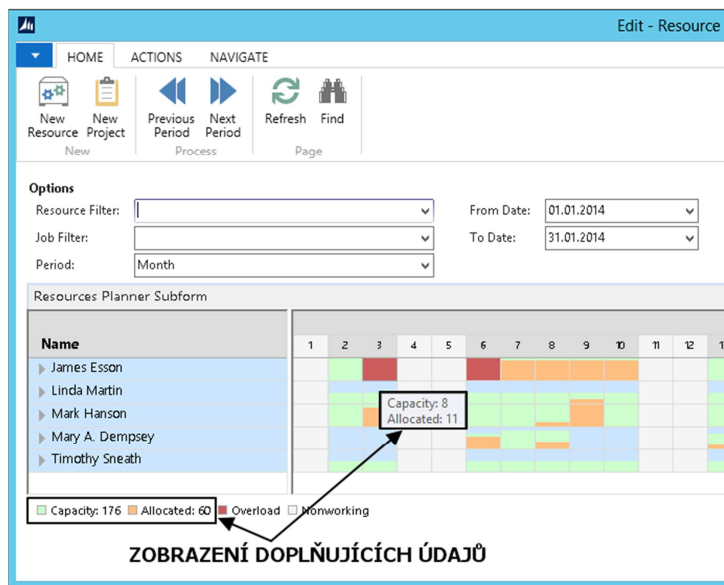 Edit - Resource
HOME ACTIONS NAVIGATE
New Resource New Project Previous Period Next Period Refresh Find
New Process Page
Options
Resource Filter: From Date: 01.01.2014
Job Filter: To Date: 31.01.2014
Period: Month
Resources Planner Subform
Name 1 2 3 4 5 6 7 8 9 10 11 12
James Esson
Linda Martin
Mark Hanson
Capacity: 8
Allocated: 11
Mary A. Dempsey
Timothy Sneath
Capacity: 176 Allocated: 60 Overload Nonworking
ZOBRAZENÍ DOPLŇUJÍCÍCH ÚDAJŮ